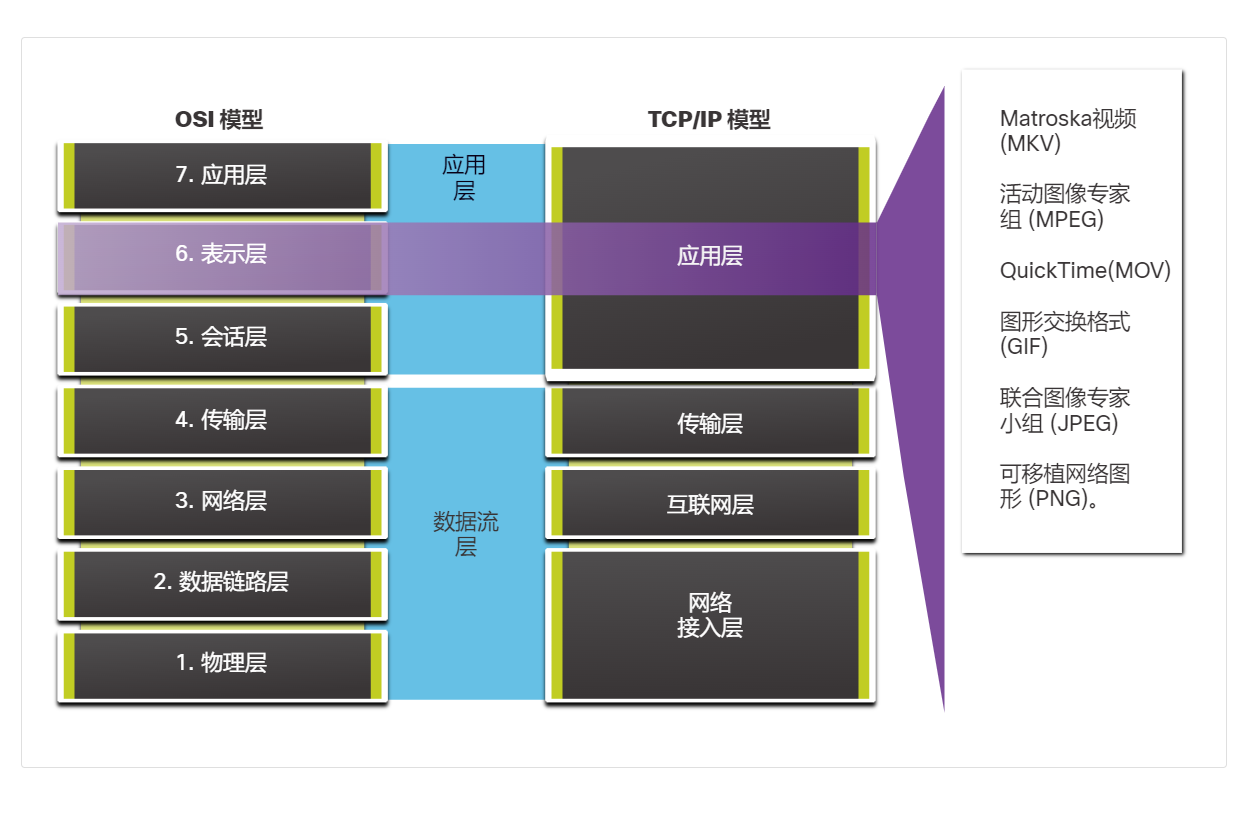 OSI 模型
7. 应用层
6. 表示层
5. 会话层
4. 传输层
3. 网络层
2. 数据链路层
1. 物理层
应用
层
数据流
层
TCP/IP 模型
应用层
传输层
互联网层
网络
接入层
Matroska视频
(MKV)
活动图像专家
组 (MPEG)
QuickTime(MOV)
图形交换格式
(GIF)
联合图像专家
小组 (JPEG)
可移植网络图
形 (PNG)。